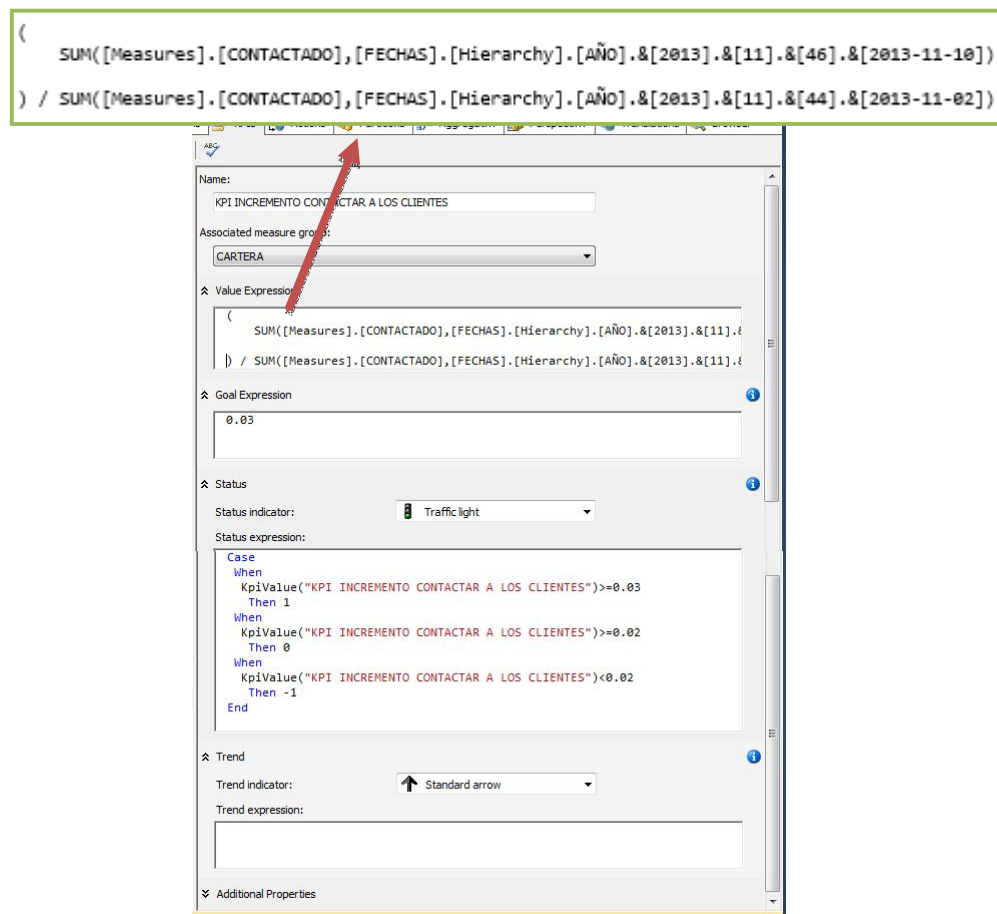 (
SUM([Measures].[CONTACTADO],[FECHAS].[Hierarchy].[AÑO].&[2013].&[11].&[46].&[2013-11-10])
) / SUM([Measures].[CONTACTADO],[FECHAS].[Hierarchy].[AÑO].&[2013].&[11].&[44].&[2013-11-02])
ABC
Name:
KPI INCREMENTO CONTACTAR A LOS CLIENTES
Associated measure group:
CARTERA
Value Expression
(
SUM([Measures].[CONTACTADO],[FECHAS].[Hierarchy].[AÑO].&[2013].&[11].&
) / SUM([Measures].[CONTACTADO],[FECHAS].[Hierarchy].[AÑO].&[2013].&[11].&
Goal Expression
0.03
Status
Status indicator: Traffic light
Status expression:
Case
When
KpiValue("KPI INCREMENTO CONTACTAR A LOS CLIENTES")>=0.03
Then 1
When
KpiValue("KPI INCREMENTO CONTACTAR A LOS CLIENTES")>=0.02
Then 0
When
KpiValue("KPI INCREMENTO CONTACTAR A LOS CLIENTES")<0.02
Then -1
End
Trend
Trend indicator: Standard arrow
Trend expression:
Additional Properties